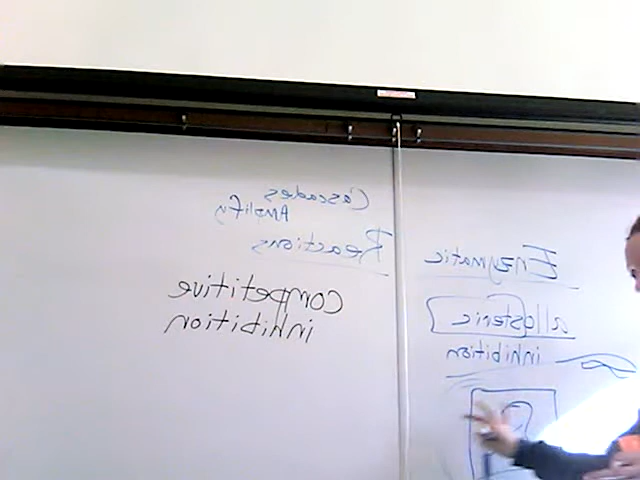 Enzymatic
allosteric
inhibition
Cascades
Amplify
Reactions
competitive
inhibition